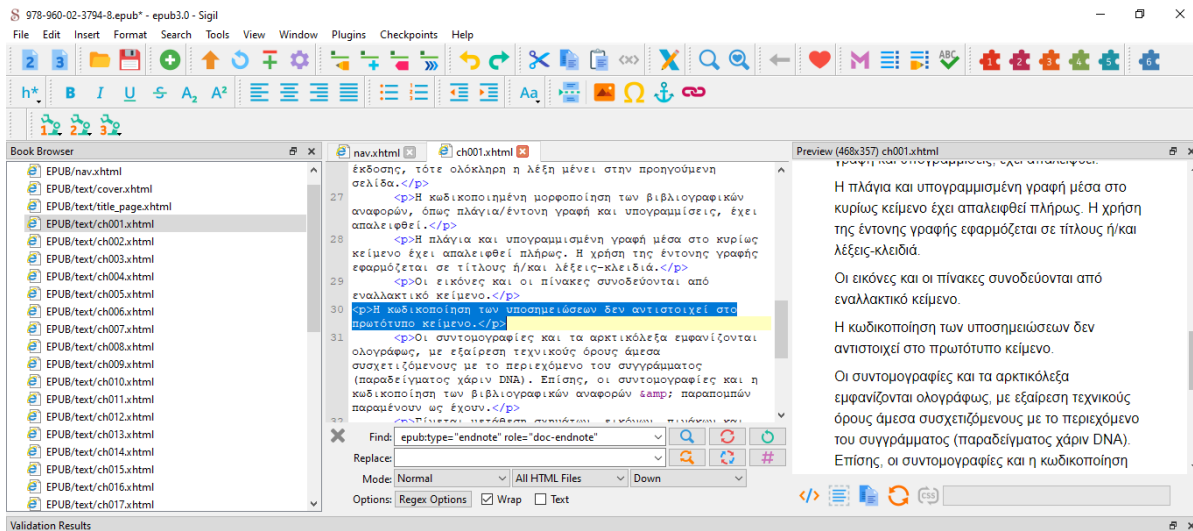 978-960-02-3794-8.epub* - epub3.0 - Sigil
File Edit Insert Format Search Tools View Window Plugins Checkpoints Help
Book Browser
nav.xhtml
ch001.xhtml
Preview (468x357) ch001.xhtml
EPUB/nav.xhtml
EPUB/text/cover.xhtml
EPUB/text/title_page.xhtml
EPUB/text/ch001.xhtml
EPUB/text/ch002.xhtml
EPUB/text/ch003.xhtml
EPUB/text/ch004.xhtml
EPUB/text/ch005.xhtml
EPUB/text/ch006.xhtml
EPUB/text/ch007.xhtml
EPUB/text/ch008.xhtml
EPUB/text/ch009.xhtml
EPUB/text/ch010.xhtml
EPUB/text/ch011.xhtml
EPUB/text/ch012.xhtml
EPUB/text/ch013.xhtml
EPUB/text/ch014.xhtml
EPUB/text/ch015.xhtml
EPUB/text/ch016.xhtml
EPUB/text/ch017.xhtml
έκδοσης, τότε ολόκληρη η λέξη μένει στην προηγούμενη
σελίδα.</p>
27 <p>Η κωδικοποιημένη μορφοποίηση των βιβλιογραφικών
αναφορών, όπως πλάγια/έντονη γραφή και υπογραμμίσεις, έχει
απαλειφθεί.</p>
28 <p>Η πλάγια και υπογραμμισμένη γραφή μέσα στο κυρίως
κείμενο έχει απαλειφθεί πλήρως. Η χρήση της έντονης γραφής
εφαρμόζεται σε τίτλους ή/και λέξεις-κλειδιά.</p>
29 <p>Οι εικόνες και οι πίνακες συνοδεύονται από
εναλλακτικό κείμενο.</p>
30 <p>Η κωδικοποίηση των υποσημειώσεων δεν αντιστοιχεί στο
πρωτότυπο κείμενο.</p>
31 <p>Οι συντομογραφίες και τα αρκτικόλεξα εμφανίζονται
ολογράφως, με εξαίρεση τεχνικούς όρους άμεσα
συσχετιζόμενους με το περιεχόμενο του συγγράμματος
(παραδείγματος χάριν DNA). Επίσης, οι συντομογραφίες και η
κωδικοποίηση των βιβλιογραφικών αναφορών &amp; παραπομπών
παραμένουν ως έχουν.</p>
Find: epub:type="endnote" role="doc-endnote"
Replace:
Mode: Normal All HTML Files Down
Options: Regex Options Wrap Text
γραφή και υπογραμμίσεις, έχει απαλειφθεί.
Η πλάγια και υπογραμμισμένη γραφή μέσα στο
κυρίως κείμενο έχει απαλειφθεί πλήρως. Η χρήση
της έντονης γραφής εφαρμόζεται σε τίτλους ή/και
λέξεις-κλειδιά.
Οι εικόνες και οι πίνακες συνοδεύονται από
εναλλακτικό κείμενο.
Η κωδικοποίηση των υποσημειώσεων δεν
αντιστοιχεί στο πρωτότυπο κείμενο.
Οι συντομογραφίες και τα αρκτικόλεξα
εμφανίζονται ολογράφως, με εξαίρεση τεχνικούς
όρους άμεσα συσχετιζόμενους με το περιεχόμενο
του συγγράμματος (παραδείγματος χάριν DNA).
Επίσης, οι συντομογραφίες και η κωδικοποίηση
Validation Results